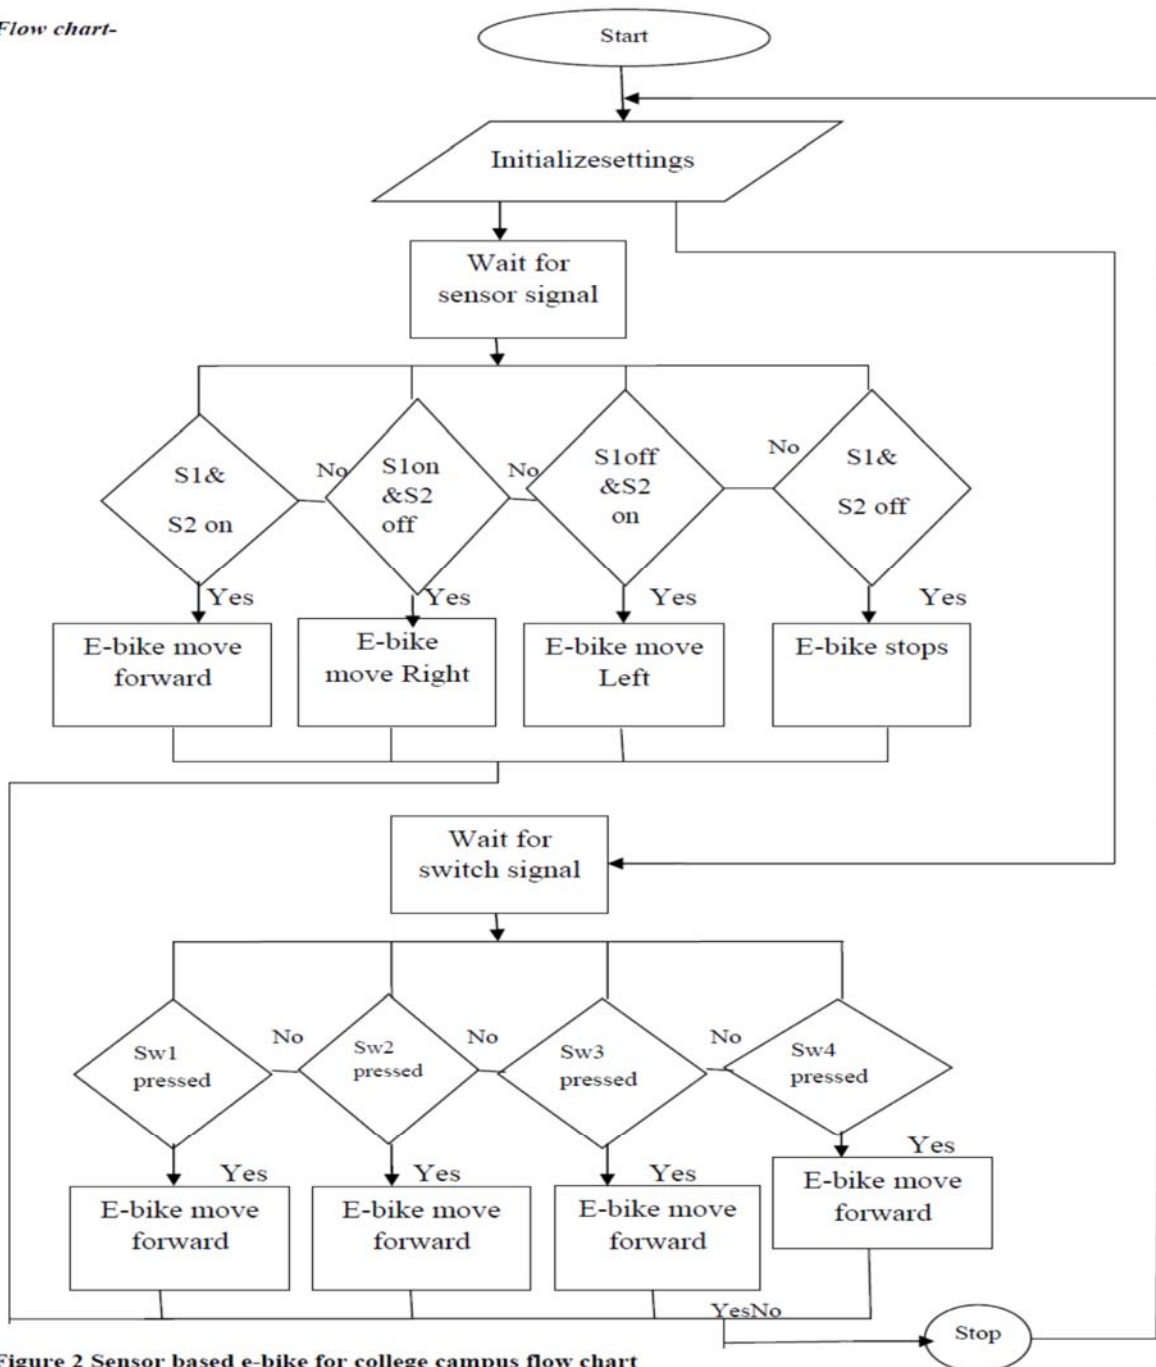 Flow chart-
Start
Initializesettings
Wait for
sensor signal
S1&
S2 on
No
S1on
&S2
off
No
S1off
&S2
on
No
S1&
S2 off
Yes
Yes
Yes
Yes
E-bike move
forward
E-bike
move Right
E-bike move
Left
E-bike stops
Wait for
switch signal
Sw1
pressed
No
Sw2
pressed
No
Sw3
pressed
No
Sw4
pressed
Yes
Yes
Yes
Yes
E-bike move
forward
E-bike move
forward
E-bike move
forward
E-bike move
forward
YesNo
Stop
Figure 2 Sensor based e-bike for college campus flow chart